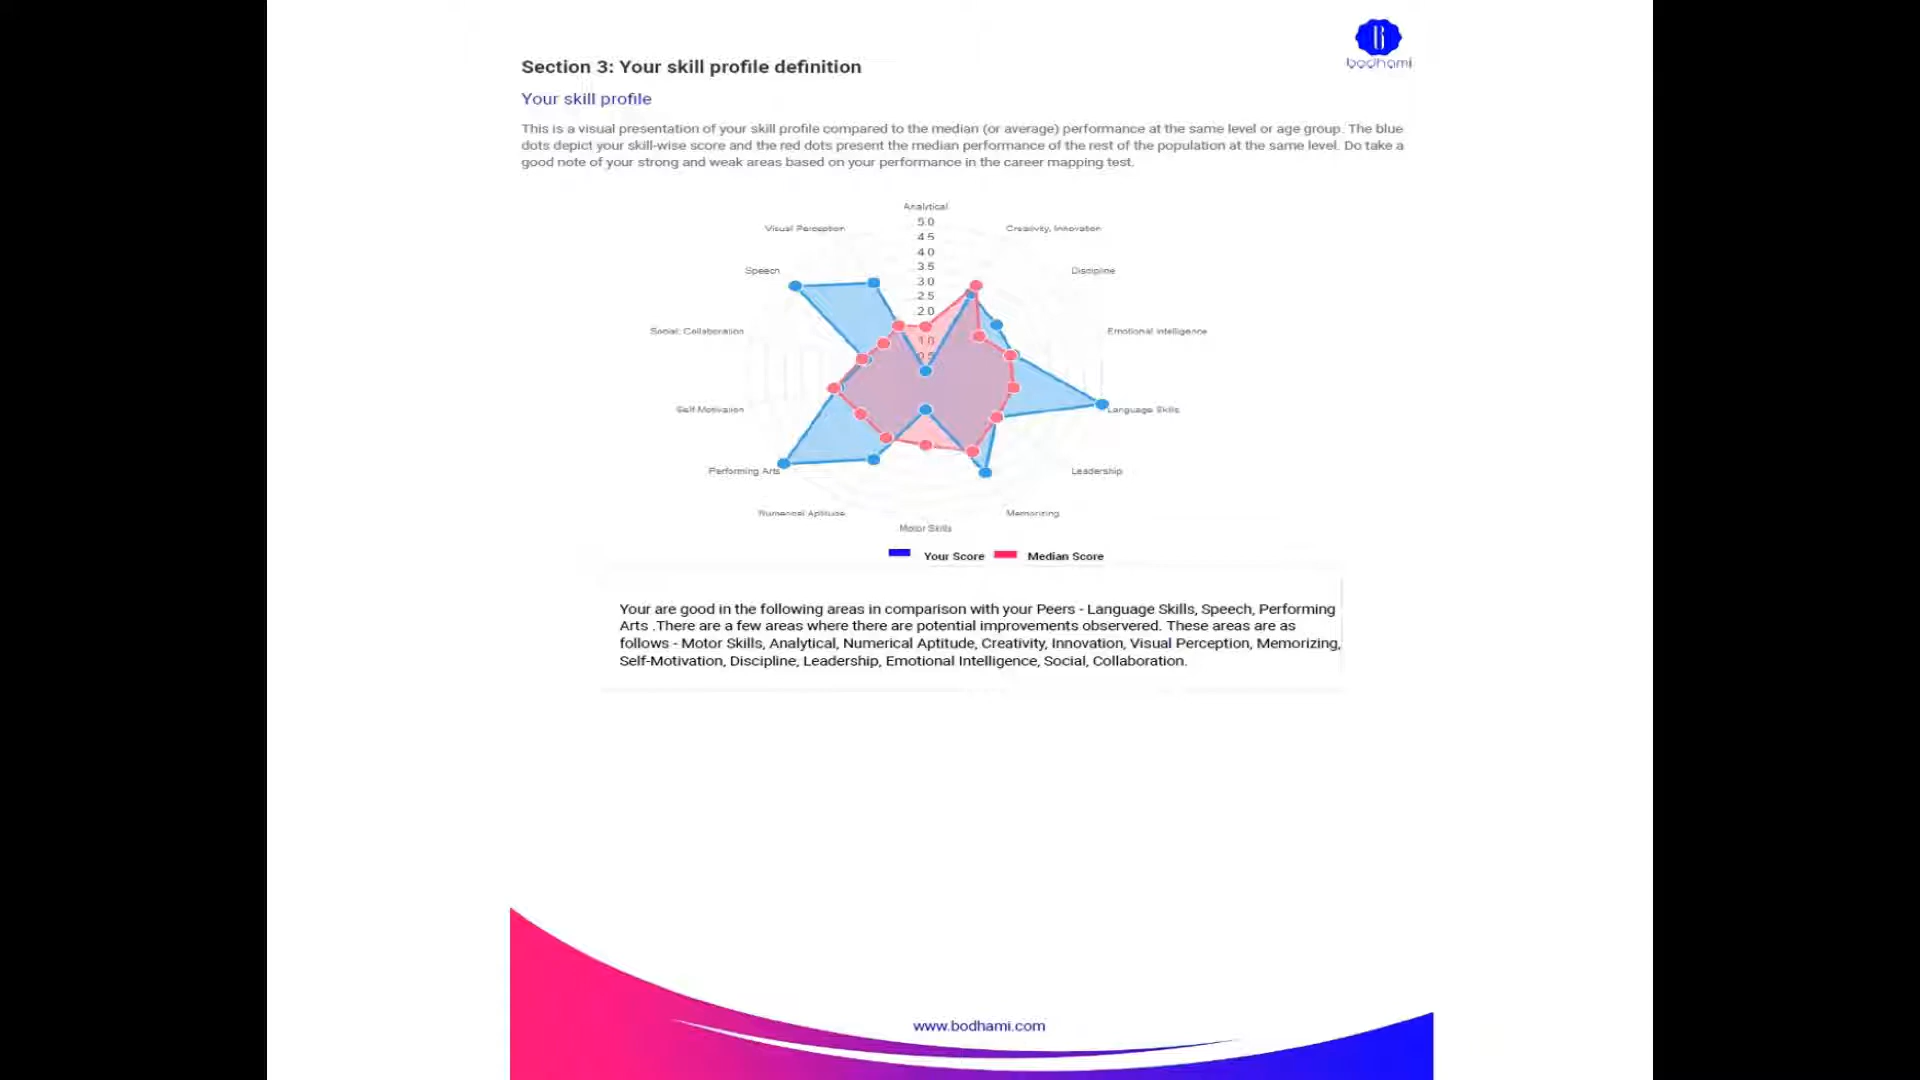 bodhami
Section 3: Your skill profile definition
Your skill profile
This is a visual presentation of your skill profile compared to the median (or average) performance at the same level or age group. The blue
dots depict your skill-wise score and the red dots present the median performance of the rest of the population at the same level. Do take a
good note of your strong and weak areas based on your performance in the career mapping test.
Analytical
Visual Perception
Creativity, Innovation
Speech
Discipline
Social, Collaboration
Emotional Intelligence
Self-Motivation
Language Skills
Performing Arts
Leadership
Numerical Aptitude
Memorizing
Motor Skills
5.0
4.5
4.0
3.5
3.0
2.5
2.0
1.0
0.5
Your Score
Median Score
Your are good in the following areas in comparison with your Peers - Language Skills, Speech, Performing
Arts .There are a few areas where there are potential improvements observered. These areas are as
follows - Motor Skills, Analytical, Numerical Aptitude, Creativity, Innovation, Visual Perception, Memorizing,
Self-Motivation, Discipline, Leadership, Emotional Intelligence, Social, Collaboration.
www.bodhami.com